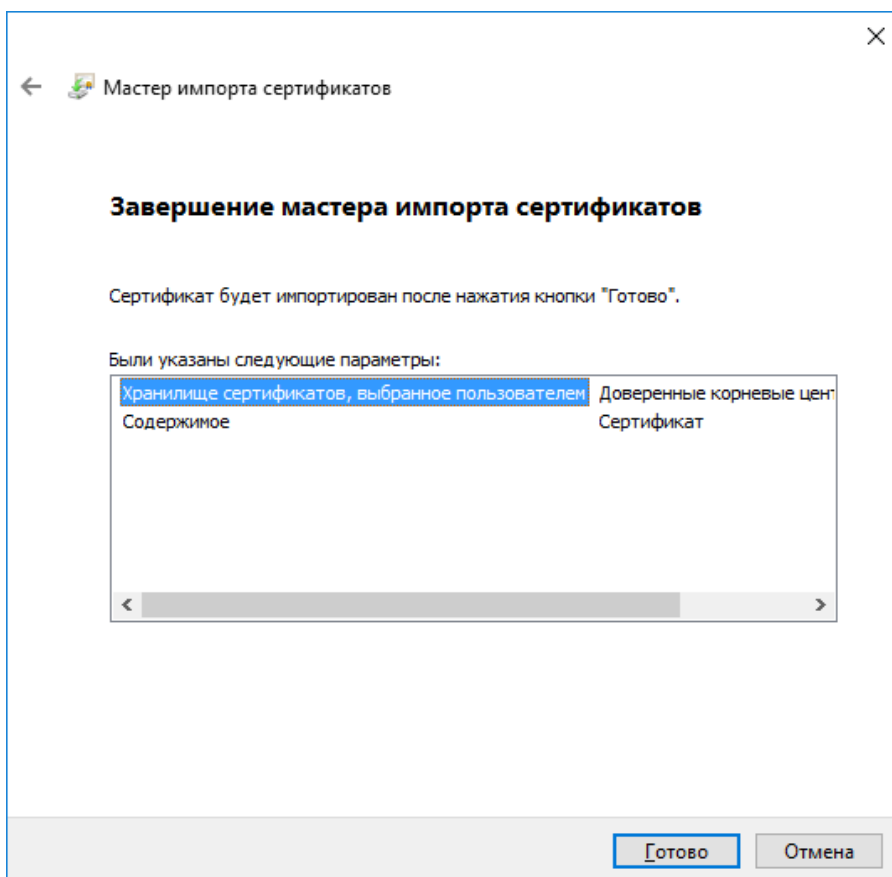 Мастер импорта сертификатов
Завершение мастера импорта сертификатов
Сертификат будет импортирован после нажатия кнопки "Готово".
Были указаны следующие параметры:
Хранилище сертификатов, выбранное пользователем Доверенные корневые цент
Содержимое Сертификат
Готово Отмена